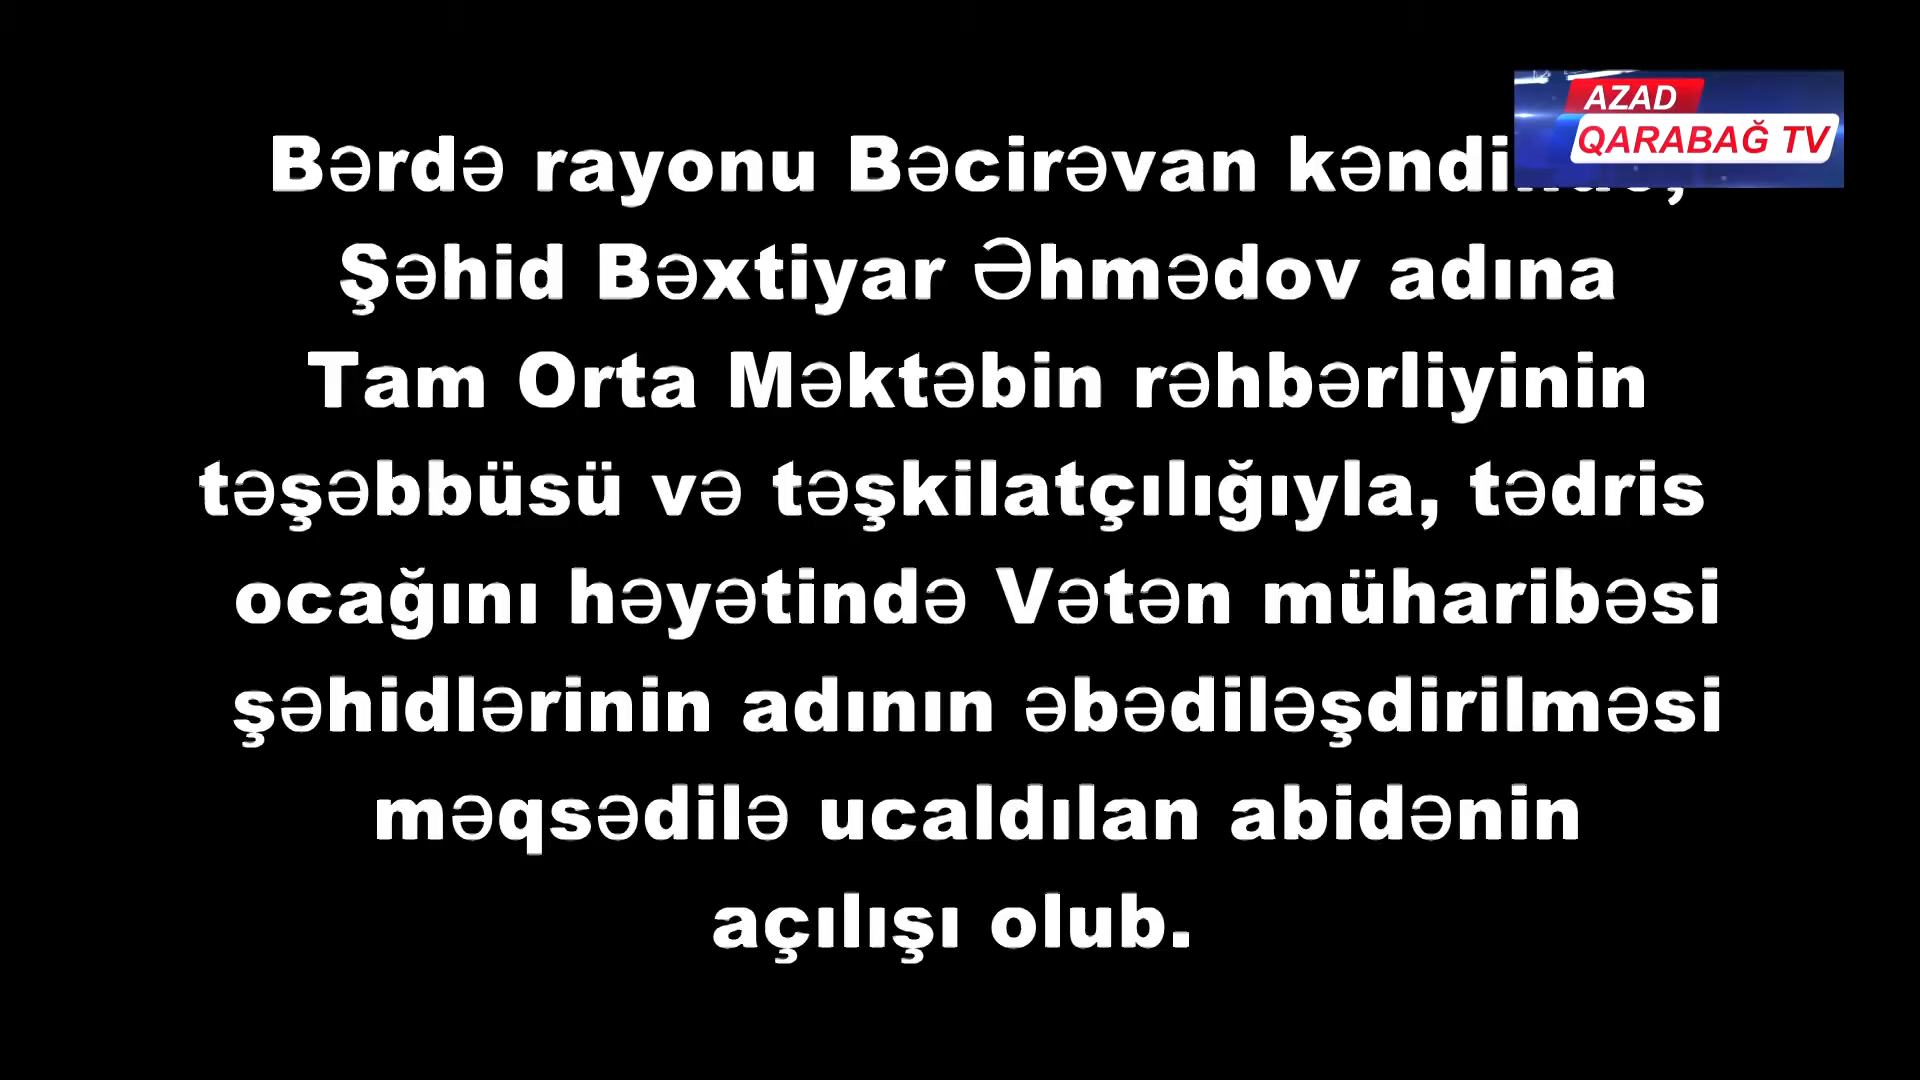 AZAD
QARABAĞ TV
Bərdə rayonu Bəcirəvan
Şəhid Bəxtiyar Əhmədov adına
Tam Orta Məktəbin rəhbərliyinin
təşəbbüsü və təşkilatçılığıyla, tədris
ocağını həyətində Vətən müharibəsi
şəhidlərinin adının əbədiləşdirilməsi
məqsədilə ucaldılan abidənin
açılışı olub.